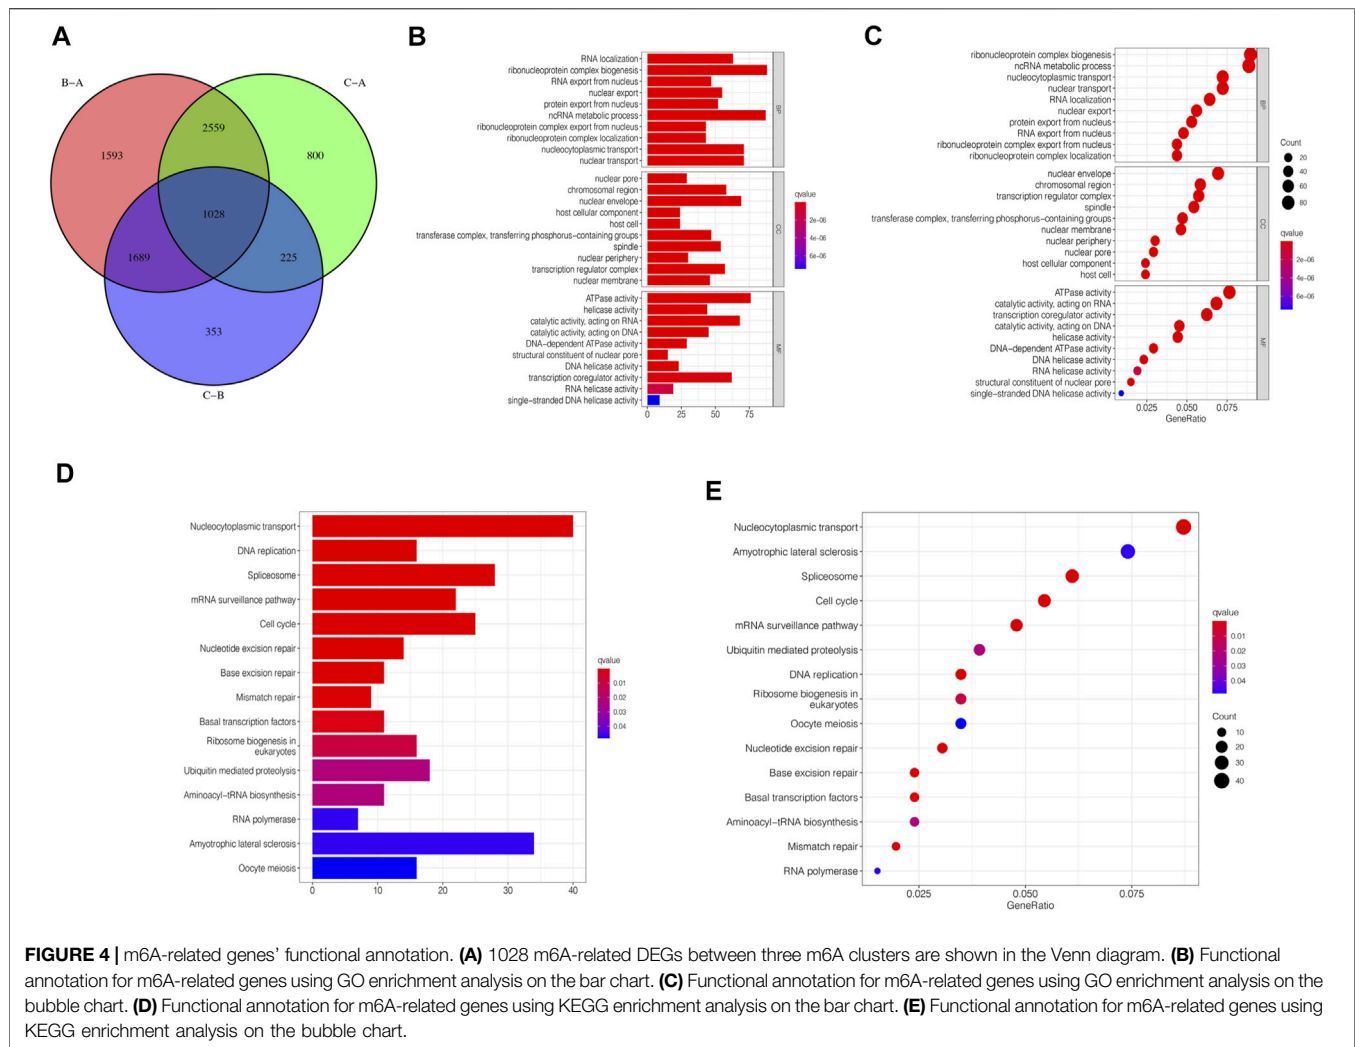 A
B-A
C-A
2559
1593
800
1028
1689
225
353
C-B
B
RNA localization
ribonucleoprotein complex biogenesis
RNA export from nucleus
nuclear export
protein export from nucleus
ncRNA metabolic process
ribonucleoprotein complex export from nucleus
ribonucleoprotein complex localization
nucleocytoplasmic transport
nuclear transport
BP
nuclear pore
chromosomal region
nuclear envelope
host cellular component
host cell
transferase complex, transferring phosphorus-containing groups
spindle
nuclear periphery
transcription regulator complex
nuclear membrane
CC
ATPase activity
helicase activity
catalytic activity, acting on RNA
catalytic activity, acting on DNA
DNA-dependent ATPase activity
structural constituent of nuclear pore
DNA helicase activity
transcription coregulator activity
RNA helicase activity
single-stranded DNA helicase activity
MF
0 25 50 75
qvalue
2e-06
4e-06
6e-06
C
ribonucleoprotein complex biogenesis
ncRNA metabolic process
nucleocytoplasmic transport
nuclear transport
RNA localization
nuclear export
protein export from nucleus
RNA export from nucleus
ribonucleoprotein complex export from nucleus
ribonucleoprotein complex localization
BP
nuclear envelope
chromosomal region
transcription regulator complex
spindle
transferase complex, transferring phosphorus-containing groups
nuclear membrane
nuclear periphery
nuclear pore
host cellular component
host cell
CC
ATPase activity
catalytic activity, acting on RNA
transcription coregulator activity
catalytic activity, acting on DNA
helicase activity
DNA-dependent ATPase activity
DNA helicase activity
RNA helicase activity
structural constituent of nuclear pore
single-stranded DNA helicase activity
MF
0.025 0.050 0.075
GeneRatio
Count
20
40
60
80
qvalue
2e-06
4e-06
6e-06
D
Nucleocytoplasmic transport
DNA replication
Spliceosome
mRNA surveillance pathway
Cell cycle
Nucleotide excision repair
Base excision repair
Mismatch repair
Basal transcription factors
Ribosome biogenesis in
eukaryotes
Ubiquitin mediated proteolysis
Aminoacyl-tRNA biosynthesis
RNA polymerase
Amyotrophic lateral sclerosis
Oocyte meiosis
0 10 20 30 40
qvalue
0.01
0.02
0.03
0.04
E
Nucleocytoplasmic transport
Amyotrophic lateral sclerosis
Spliceosome
Cell cycle
mRNA surveillance pathway
Ubiquitin mediated proteolysis
DNA replication
Ribosome biogenesis in
eukaryotes
Oocyte meiosis
Nucleotide excision repair
Base excision repair
Basal transcription factors
Aminoacyl-tRNA biosynthesis
Mismatch repair
RNA polymerase
0.025 0.050 0.075
GeneRatio
qvalue
0.01
0.02
0.03
0.04
Count
10
20
30
40
FIGURE 4 | m6A-related genes' functional annotation. (A) 1028 m6A-related DEGs between three m6A clusters are shown in the Venn diagram. (B) Functional
annotation for m6A-related genes using GO enrichment analysis on the bar chart. (C) Functional annotation for m6A-related genes using GO enrichment analysis on the
bubble chart. (D) Functional annotation for m6A-related genes using KEGG enrichment analysis on the bar chart. (E) Functional annotation for m6A-related genes using
KEGG enrichment analysis on the bubble chart.